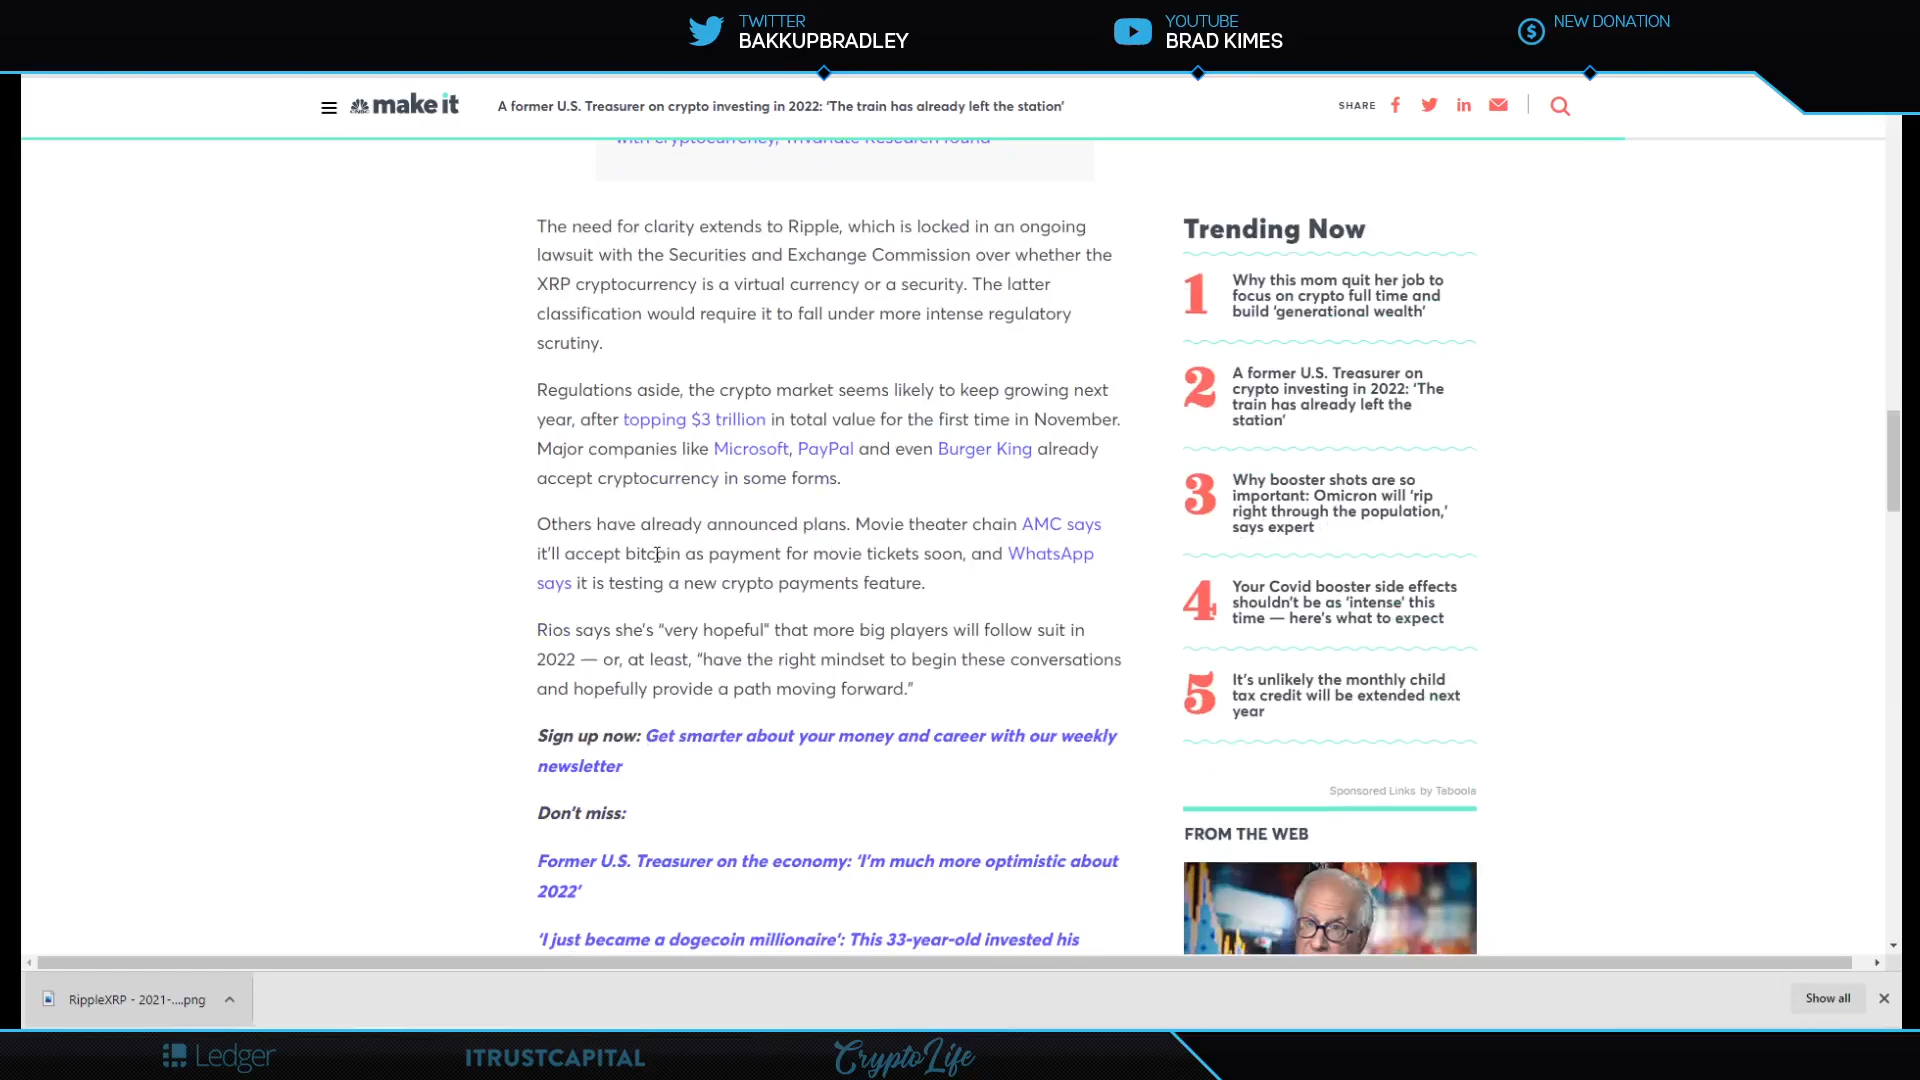 TWITTER
BAKKUPBRADLEY
YOUTUBE
BRAD KIMES
NEW DONATION
CNBC make it
A former U.S. Treasurer on crypto investing in 2022: ‘The train has already left the station’
SHARE
with cryptocurrency, Trivariate Research found
The need for clarity extends to Ripple, which is locked in an ongoing
lawsuit with the Securities and Exchange Commission over whether the
XRP cryptocurrency is a virtual currency or a security. The latter
classification would require it to fall under more intense regulatory
scrutiny.
Regulations aside, the crypto market seems likely to keep growing next
year, after topping $3 trillion in total value for the first time in November.
Major companies like Microsoft, PayPal and even Burger King already
accept cryptocurrency in some forms.
Others have already announced plans. Movie theater chain AMC says
it’ll accept bitcoin as payment for movie tickets soon, and WhatsApp
says it is testing a new crypto payments feature.
Rios says she’s “very hopeful” that more big players will follow suit in
2022 — or, at least, “have the right mindset to begin these conversations
and hopefully provide a path moving forward.”
Sign up now: Get smarter about your money and career with our weekly
newsletter
Don’t miss:
Former U.S. Treasurer on the economy: ‘I’m much more optimistic about
2022’
‘I just became a dogecoin millionaire’: This 33-year-old invested his
Trending Now
1
Why this mom quit her job to
focus on crypto full time and
build ‘generational wealth’
2
A former U.S. Treasurer on
crypto investing in 2022: ‘The
train has already left the
station’
3
Why booster shots are so
important: Omicron will ‘rip
right through the population,’
says expert
4
Your Covid booster side effects
shouldn’t be as ‘intense’ this
time — here’s what to expect
5
It’s unlikely the monthly child
tax credit will be extended next
year
Sponsored Links by Taboola
FROM THE WEB
RippleXRP - 2021-....png
Show all
Ledger
ITRUSTCAPITAL
CryptoLife